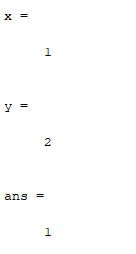 x =
1
y =
2
ans =
1